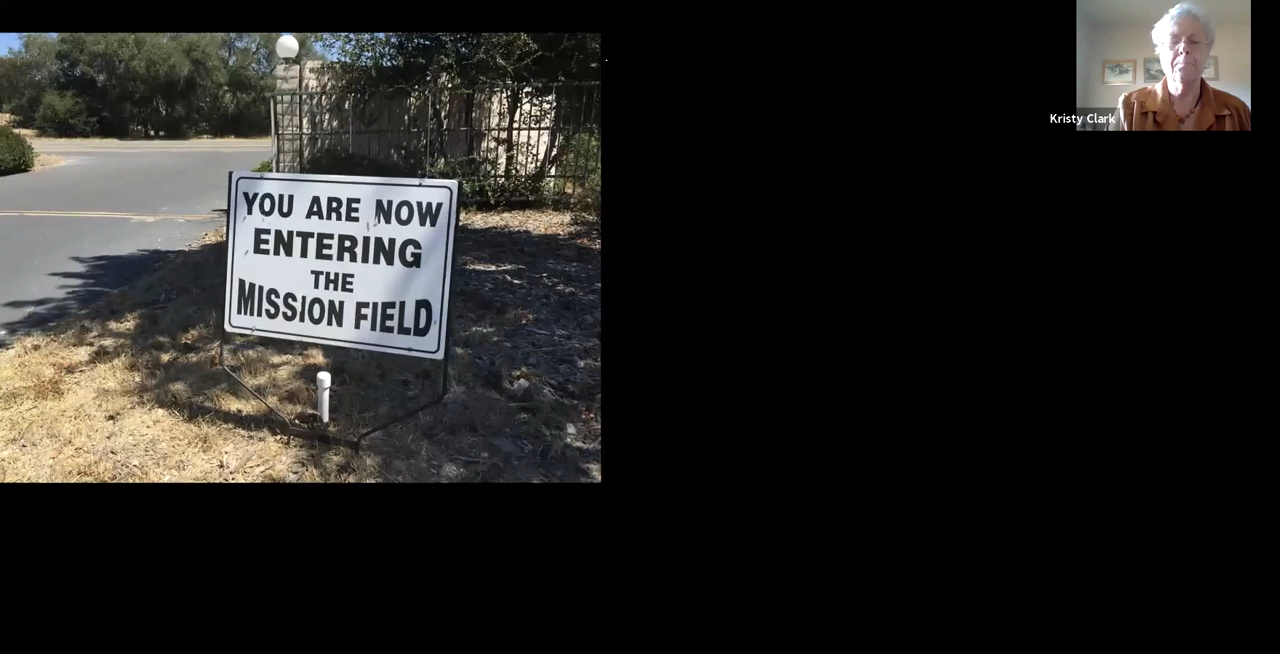 YOU ARE NOW
ENTERING
THE
MISSION FIELD
Kristy Clark